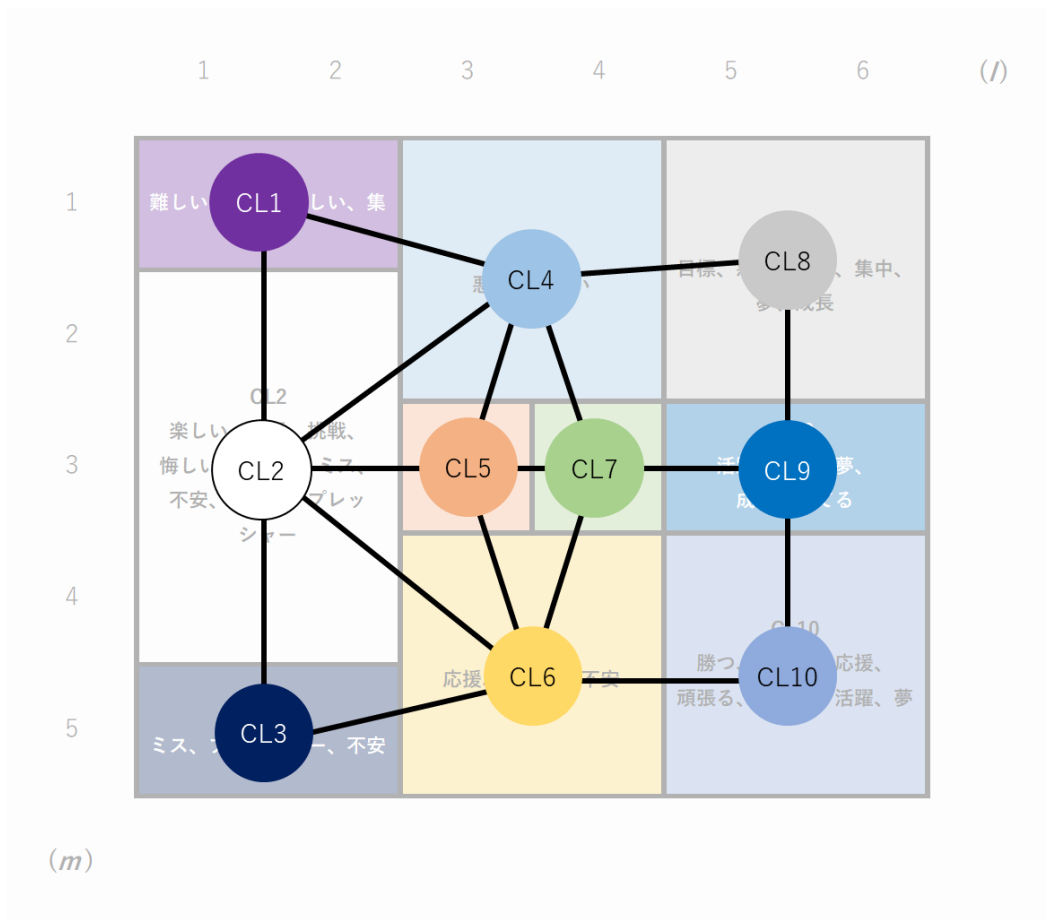 1 2 3 4 5 6 (l)
1
2
3
4
5
(m)
難しい しい、集
CL1
CL4
CL8
目標、 、集中、
CL2
楽しい 挑戦、
悔しい ミス、
不安、 プレッ
シャー
CL2
CL5
CL7
CL9
夢、
CL3
ミス、 、不安
応援 不安
CL6
CL10
勝つ、 応援、
頑張る、 活躍、夢
CL10